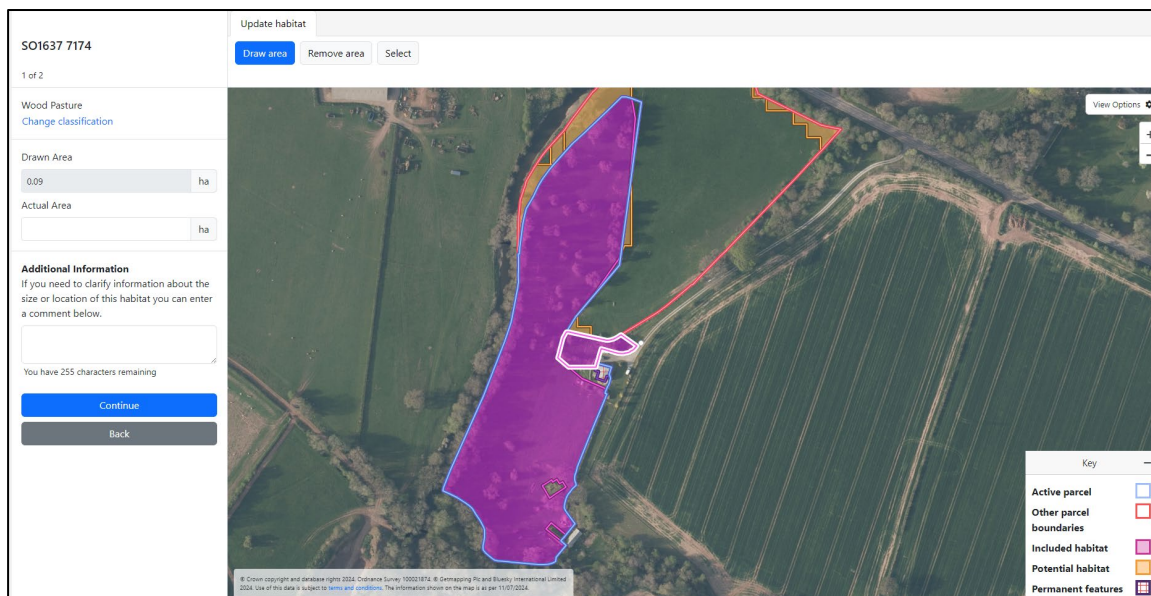 SO1637 7174
1 of 2
Wood Pasture
Change classification
Drawn Area
0.09
ha
Actual Area
ha
Additional Information
If you need to clarify information about the
size or location of this habitat you can enter
a comment below.
You have 255 characters remaining
Continue
Back
Update habitat
Draw area
Remove area
Select
View Options
+
−
Key
−
Active parcel
Other parcel
boundaries
Included habitat
Potential habitat
Permanent features
© Crown copyright and database rights 2024. Ordnance Survey 100021874. © Getmapping Plc and Bluesky International Limited
2024. Use of this data is subject to terms and conditions. The information shown on the map is as per 11/07/2024.